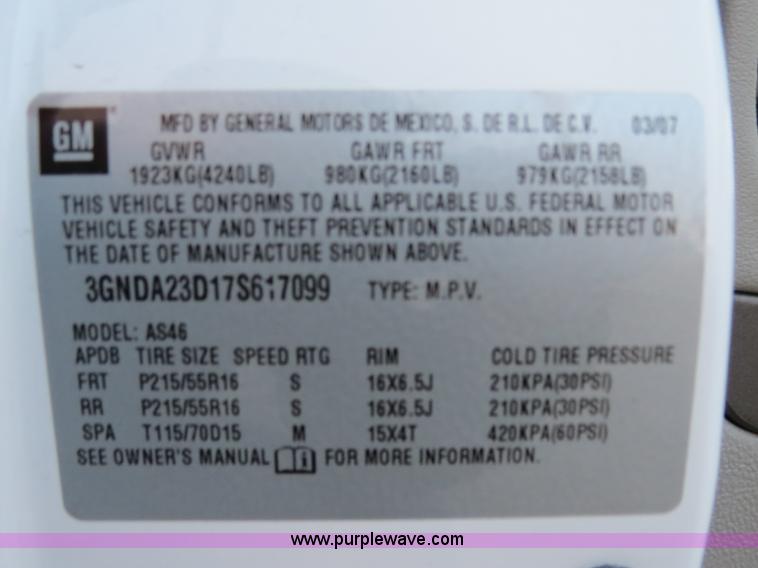 GM MFD BY GENERAL MOTORS DE MEXICO, S. DE R.L. DE C.V. 03/07
GVWR GAWR FRT GAWR RR
1923KG(4240LB) 980KG(2160LB) 979KG(2158LB)
THIS VEHICLE CONFORMS TO ALL APPLICABLE U.S. FEDERAL MOTOR
VEHICLE SAFETY AND THEFT PREVENTION STANDARDS IN EFFECT ON
THE DATE OF MANUFACTURE SHOWN ABOVE.
3GNDA23D17S617099 TYPE: M.P.V.
MODEL: AS46
APDB TIRE SIZE SPEED RTG RIM COLD TIRE PRESSURE
FRT P215/55R16 S 16X6.5J 210KPA(30PSI)
RR P215/55R16 S 16X6.5J 210KPA(30PSI)
SPA T115/70D15 M 15X4T 420KPA(60PSI)
SEE OWNER'S MANUAL i FOR MORE INFORMATION.
www.purplewave.com